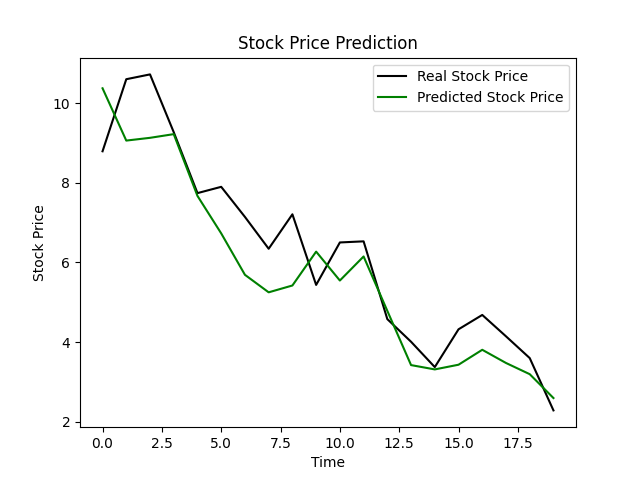 Stock Price Prediction
Real Stock Price
Predicted Stock Price
Stock Price
10
8
6
4
2
0.0 2.5 5.0 7.5 10.0 12.5 15.0 17.5
Time